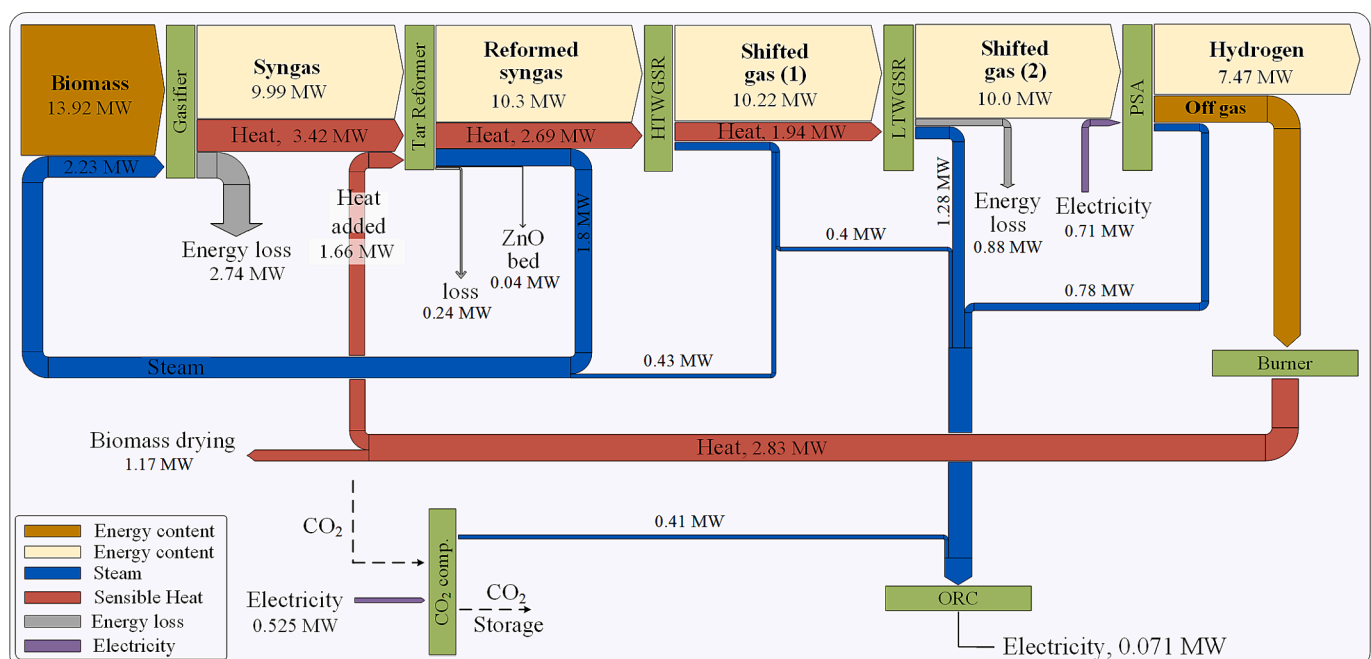 Biomass
13.92 MW
2.23 MW
Gasifier
Syngas
9.99 MW
Heat, 3.42 MW
Energy loss
2.74 MW
Heat
added
1.66 MW
Tar Reformer
Reformed
syngas
10.3 MW
Heat, 2.69 MW
loss
0.24 MW
ZnO
bed
0.04 MW
1.8 MW
HTWGSR
Shifted
gas (1)
10.22 MW
Heat, 1.94 MW
0.4 MW
0.43 MW
LTWGSR
Shifted
gas (2)
10.0 MW
1.28 MW
Energy
loss
0.88 MW
Electricity
0.71 MW
0.78 MW
PSA
Hydrogen
7.47 MW
Off gas
Burner
Steam
Heat, 2.83 MW
Biomass drying
1.17 MW
CO₂
CO₂ comp.
0.41 MW
Electricity
0.525 MW
CO₂
Storage
ORC
Electricity, 0.071 MW
Energy content
Energy content
Steam
Sensible Heat
Energy loss
Electricity